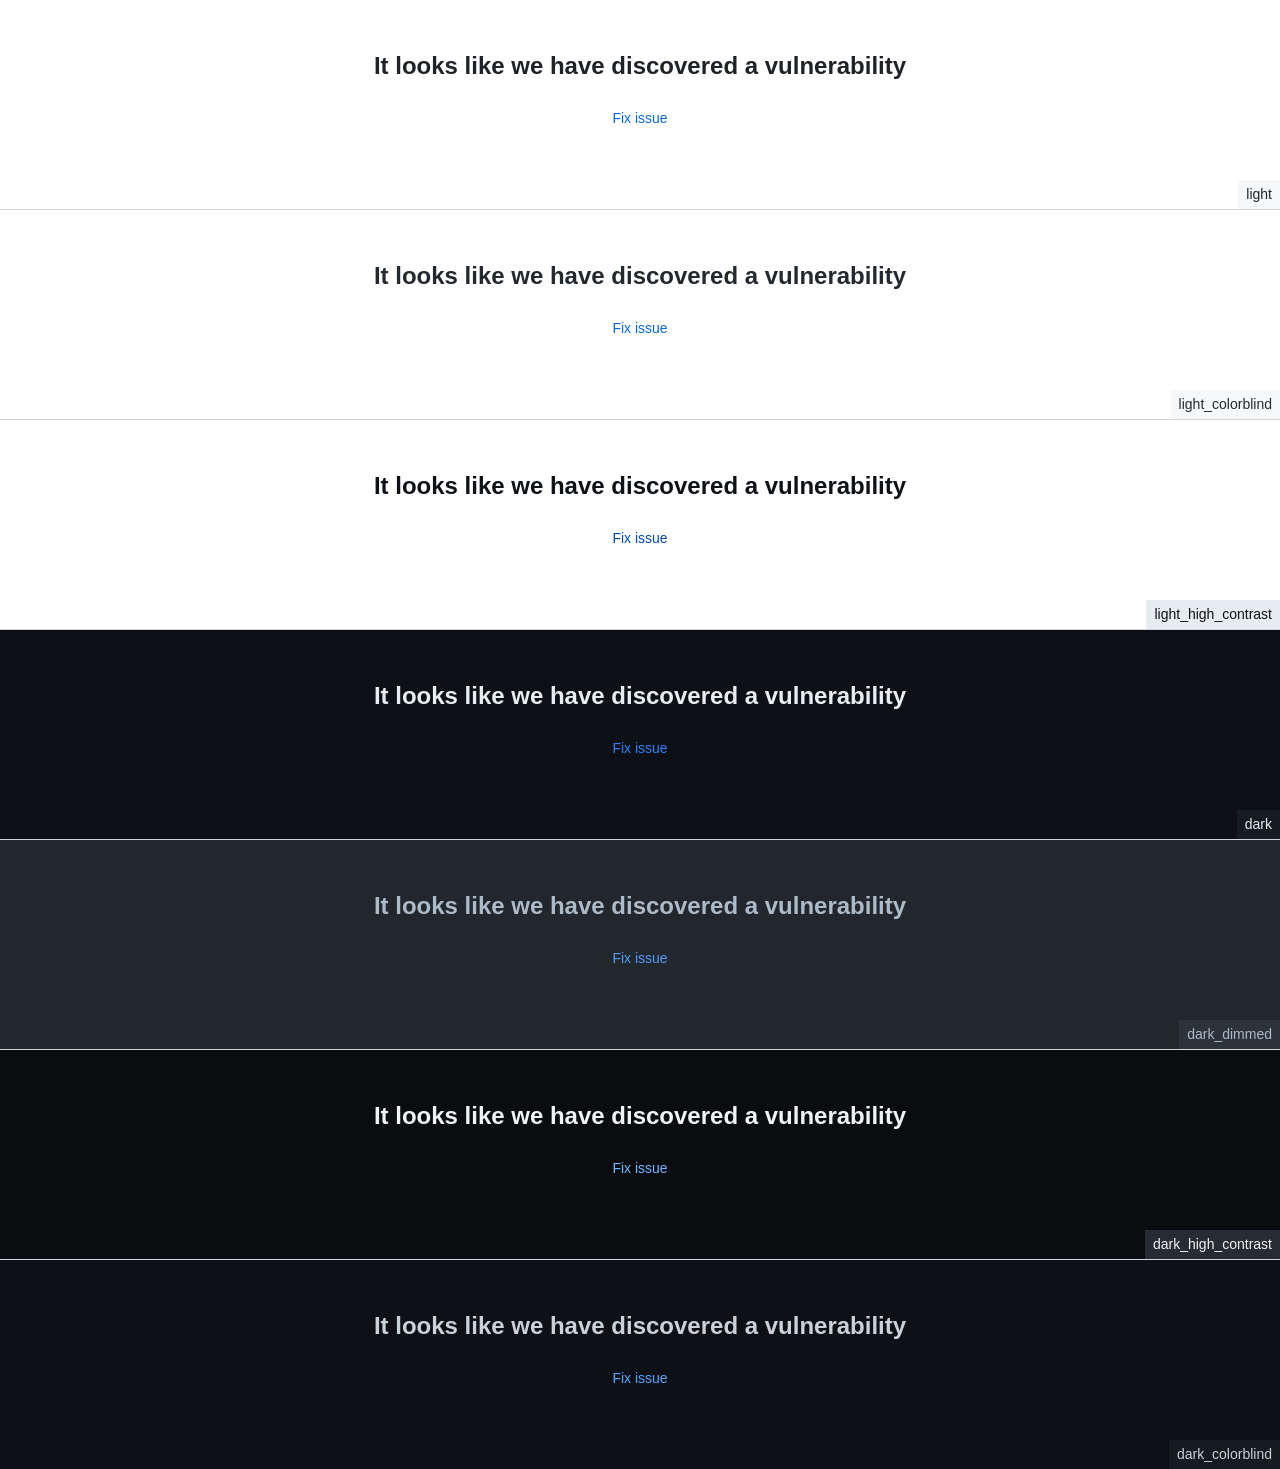 It looks like we have discovered a vulnerability
Fix issue
light
It looks like we have discovered a vulnerability
Fix issue
light_colorblind
It looks like we have discovered a vulnerability
Fix issue
light_high_contrast
It looks like we have discovered a vulnerability
Fix issue
dark
It looks like we have discovered a vulnerability
Fix issue
dark_dimmed
It looks like we have discovered a vulnerability
Fix issue
dark_high_contrast
It looks like we have discovered a vulnerability
Fix issue
dark_colorblind